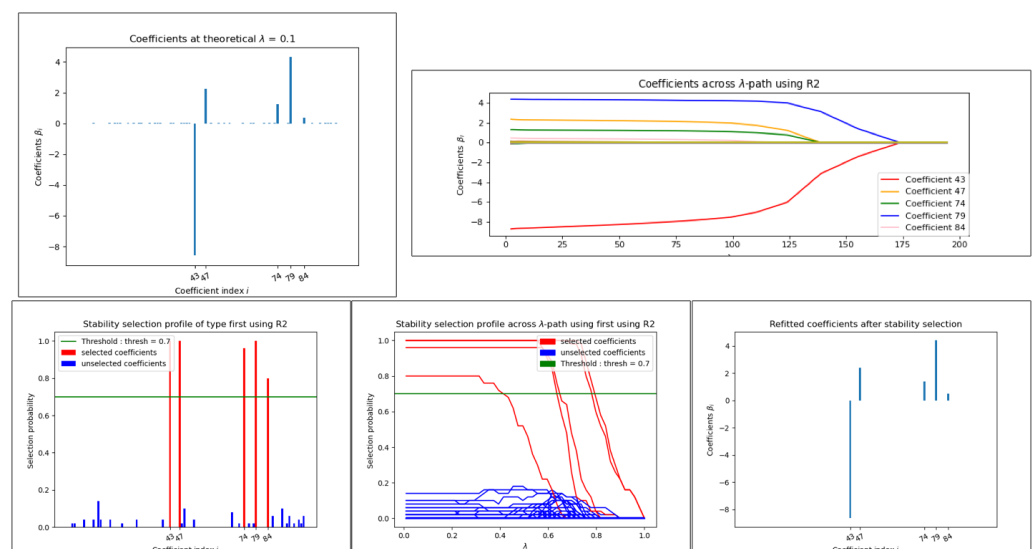 Coefficients at theoretical λ = 0.1
Coefficients βᵢ
4
2
0
−2
−4
−6
−8
43
47
74
79
84
Coefficient index i
Coefficients across λ-path using R2
Coefficients βᵢ
4
2
0
−2
−4
−6
−8
Coefficient 43
Coefficient 47
Coefficient 74
Coefficient 79
Coefficient 84
0
25
50
75
100
125
150
175
200
Stability selection profile of type first using R2
Selection probability
1.0
0.8
0.6
0.4
0.2
0.0
Threshold : thresh = 0.7
selected coefficients
unselected coefficients
43
47
74
79
84
Coefficient index i
Stability selection profile across λ-path using first using R2
Selection probability
1.0
0.8
0.6
0.4
0.2
0.0
selected coefficients
unselected coefficients
Threshold : thresh = 0.7
0.0
0.2
0.4
0.6
0.8
1.0
λ
Refitted coefficients after stability selection
Coefficients βᵢ
4
2
0
−2
−4
−6
−8
43
47
74
79
84
Coefficient index i